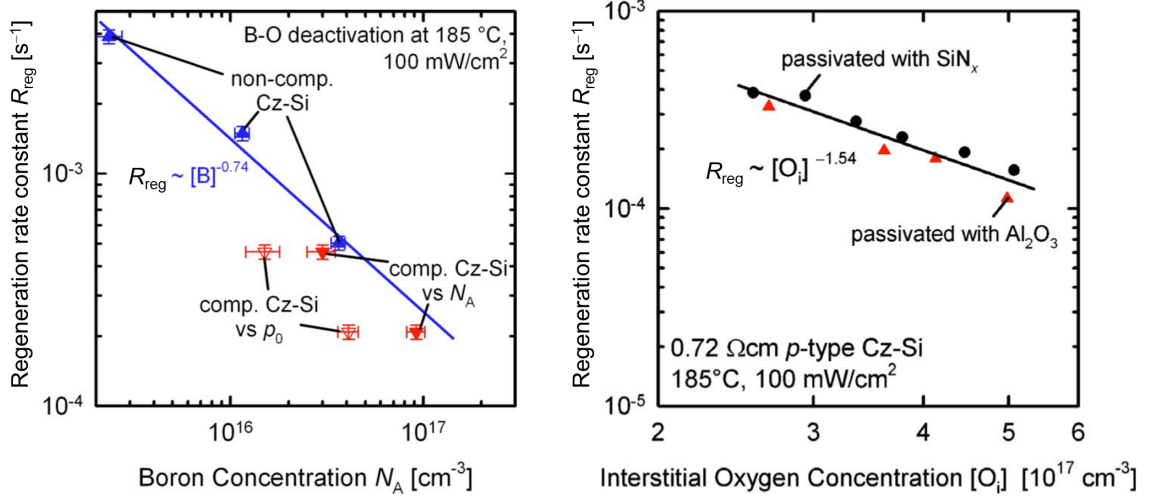 Regeneration rate constant R_reg [s⁻¹]
10⁻³
10⁻⁴
B-O deactivation at 185 °C,
100 mW/cm²
non-comp.
Cz-Si
R_reg ~ [B]^-0.74
comp. Cz-Si
vs N_A
comp. Cz-Si
vs p₀
10¹⁶
10¹⁷
Boron Concentration N_A [cm⁻³]
Regeneration rate constant R_reg [s⁻¹]
10⁻³
10⁻⁴
10⁻⁵
passivated with SiNₓ
R_reg ~ [O_i] ^-1.54
passivated with Al₂O₃
0.72 Ωcm p-type Cz-Si
185°C, 100 mW/cm²
2
3
4
5
6
Interstitial Oxygen Concentration [O_i] [10¹⁷ cm⁻³]